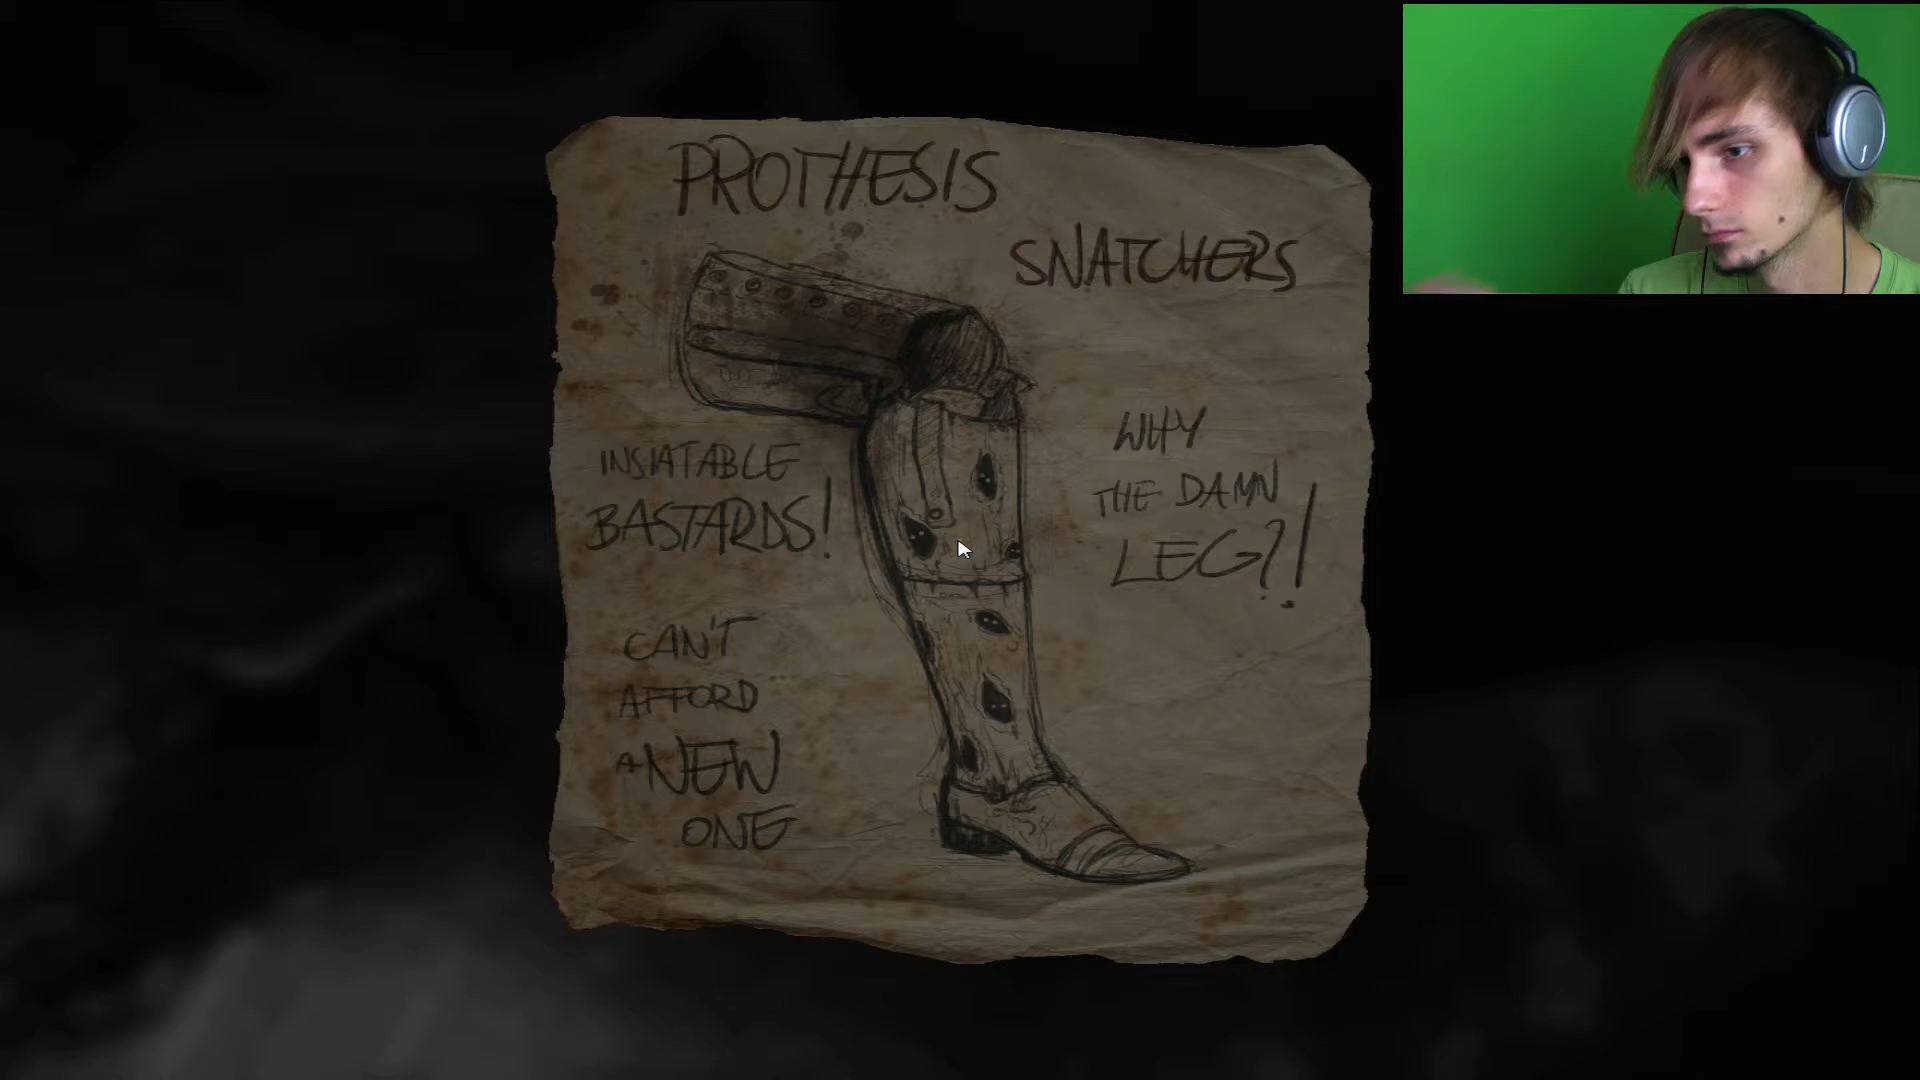 PROTHESIS
SNATCHERS
INSIATABLE
BASTARDS!
WHY
THE DAMN
LEG?!
CAN'T
AFFORD
A NEW
ONE